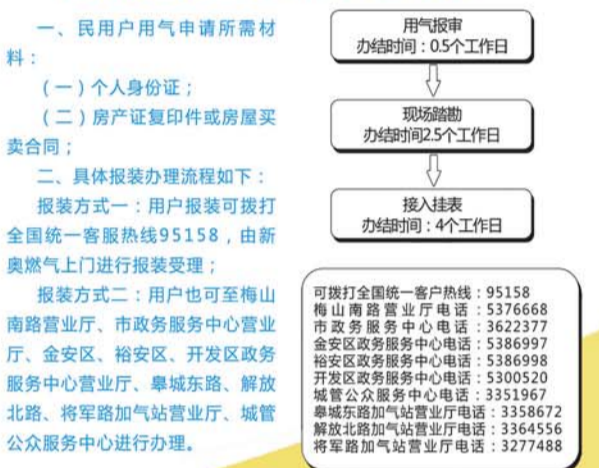 一、民用户用气申请所需材
料：
（一）个人身份证；
（二）房产证复印件或房屋买
卖合同；
二、具体报装办理流程如下：
报装方式一：用户报装可拨打
全国统一客服热线95158，由新
奥燃气上门进行报装受理；
报装方式二：用户也可至梅山
南路营业厅、市政务服务中心营业
厅、金安区、裕安区、开发区政务
服务中心营业厅、皋城东路、解放
北路、将军路加气站营业厅、城管
公众服务中心进行办理。
用气报审
办结时间：0.5个工作日
现场踏勘
办结时间2.5个工作日
接入挂表
办结时间：4个工作日
可拨打全国统一客户热线：95158
梅山南路营业厅电话：5376668
市政务服务中心电话：3622377
金安区政务服务中心电话：5386997
裕安区政务服务中心电话：5386998
开发区政务服务中心电话：5300520
城管公众服务中心电话：3351967
皋城东路加气站营业厅电话：3358672
解放北路加气站营业厅电话：3364556
将军路加气站营业厅电话：3277488